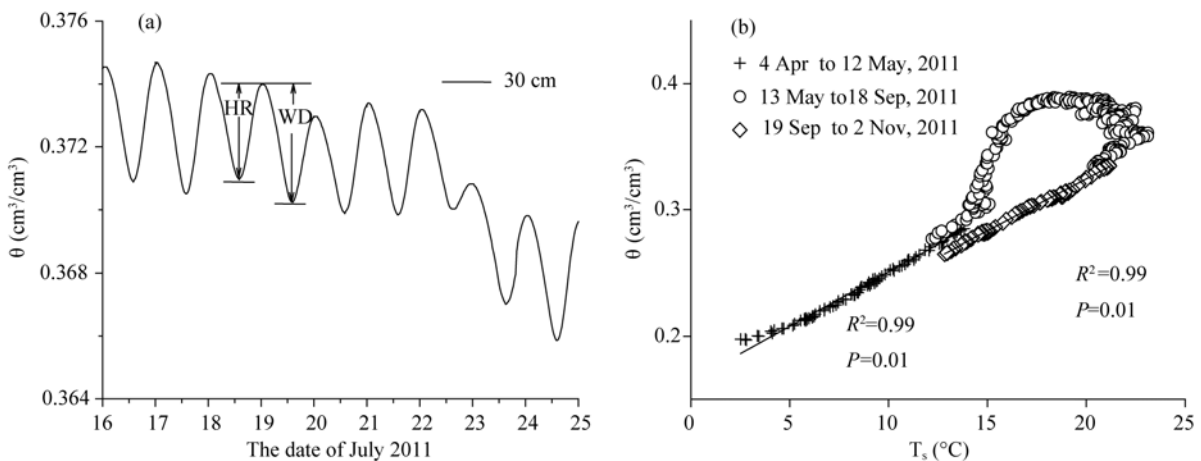 (a)
0.376
0.372
0.368
0.364
θ (cm³/cm³)
HR
WD
30 cm
16 17 18 19 20 21 22 23 24 25
The date of July 2011
(b)
4 Apr to 12 May, 2011
13 May to18 Sep, 2011
19 Sep to 2 Nov, 2011
0.4
0.3
0.2
θ (cm³/cm³)
R²=0.99
P=0.01
R²=0.99
P=0.01
0 5 10 15 20 25
Tₛ (°C)